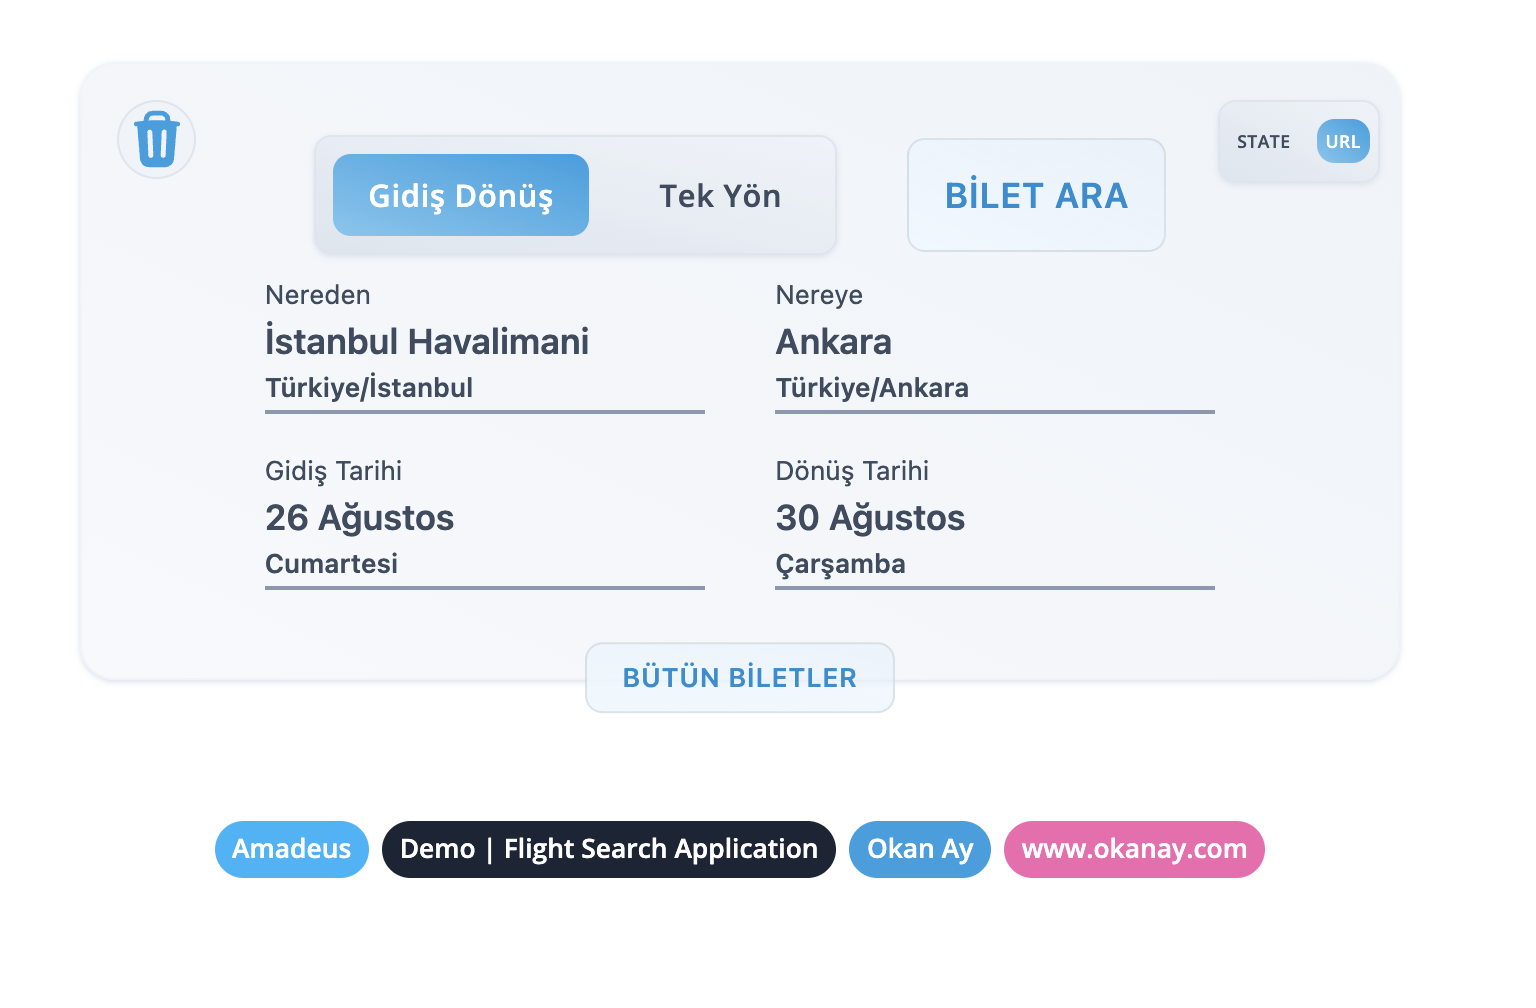 Gidiş Dönüş
Tek Yön
BİLET ARA
STATE
URL
Nereden
İstanbul Havalimani
Türkiye/İstanbul
Nereye
Ankara
Türkiye/Ankara
Gidiş Tarihi
26 Ağustos
Cumartesi
Dönüş Tarihi
30 Ağustos
Çarşamba
BÜTÜN BİLETLER
Amadeus
Demo | Flight Search Application
Okan Ay
www.okanay.com